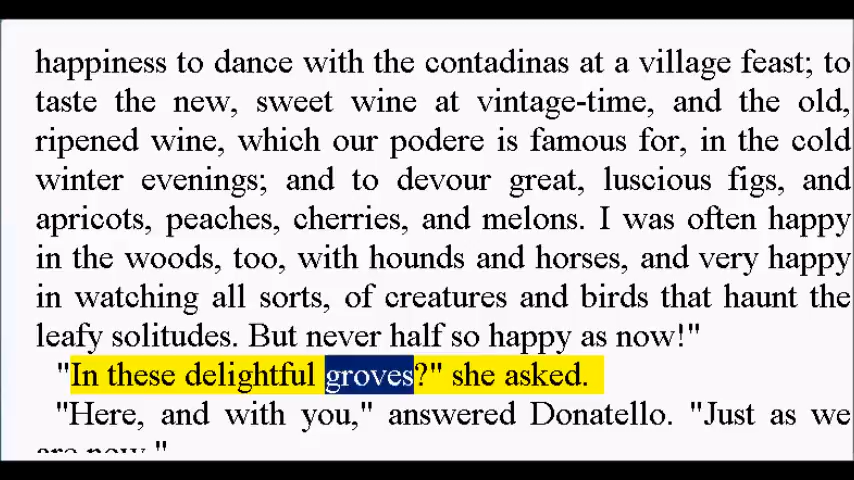 happiness to dance with the contadinas at a village feast; to
taste the new, sweet wine at vintage-time, and the old,
ripened wine, which our podere is famous for, in the cold
winter evenings; and to devour great, luscious figs, and
apricots, peaches, cherries, and melons. I was often happy
in the woods, too, with hounds and horses, and very happy
in watching all sorts, of creatures and birds that haunt the
leafy solitudes. But never half so happy as now!"
"In these delightful groves?" she asked.
"Here, and with you," answered Donatello. "Just as we
are now."